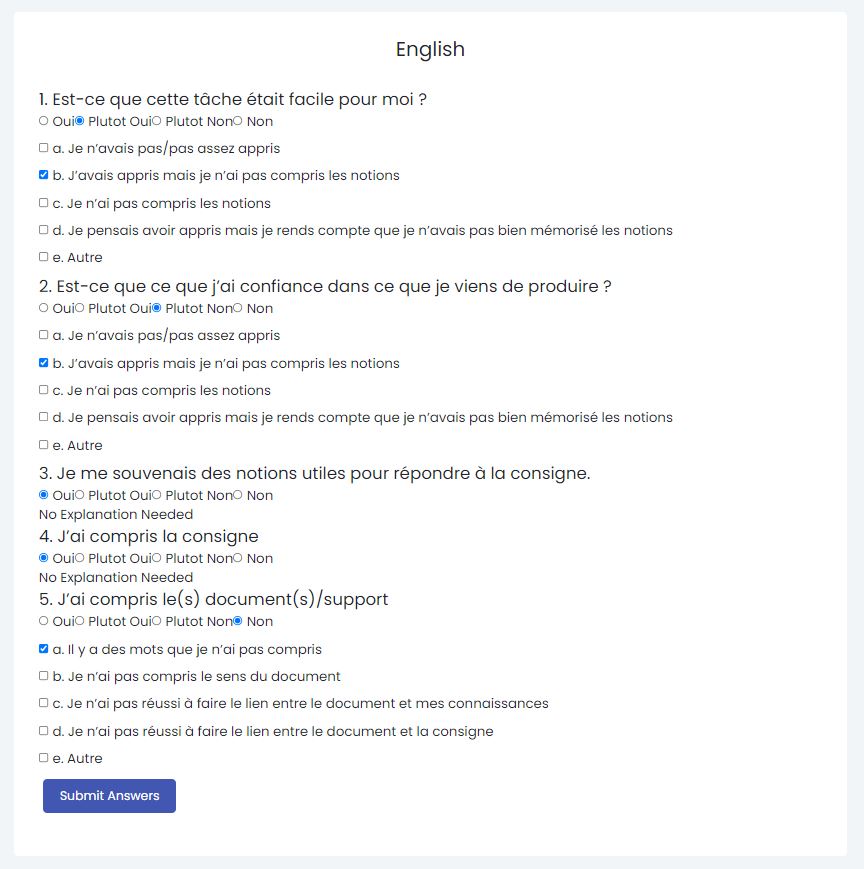 English
1. Est-ce que cette tâche était facile pour moi ?
Oui Plutot Oui Plutot Non Non
a. Je n’avais pas/pas assez appris
b. J’avais appris mais je n’ai pas compris les notions
c. Je n’ai pas compris les notions
d. Je pensais avoir appris mais je rends compte que je n’avais pas bien mémorisé les notions
e. Autre
2. Est-ce que ce que j’ai confiance dans ce que je viens de produire ?
Oui Plutot Oui Plutot Non Non
a. Je n’avais pas/pas assez appris
b. J’avais appris mais je n’ai pas compris les notions
c. Je n’ai pas compris les notions
d. Je pensais avoir appris mais je rends compte que je n’avais pas bien mémorisé les notions
e. Autre
3. Je me souvenais des notions utiles pour répondre à la consigne.
Oui Plutot Oui Plutot Non Non
No Explanation Needed
4. J’ai compris la consigne
Oui Plutot Oui Plutot Non Non
No Explanation Needed
5. J’ai compris le(s) document(s)/support
Oui Plutot Oui Plutot Non Non
a. Il y a des mots que je n’ai pas compris
b. Je n’ai pas compris le sens du document
c. Je n’ai pas réussi à faire le lien entre le document et mes connaissances
d. Je n’ai pas réussi à faire le lien entre le document et la consigne
e. Autre
Submit Answers